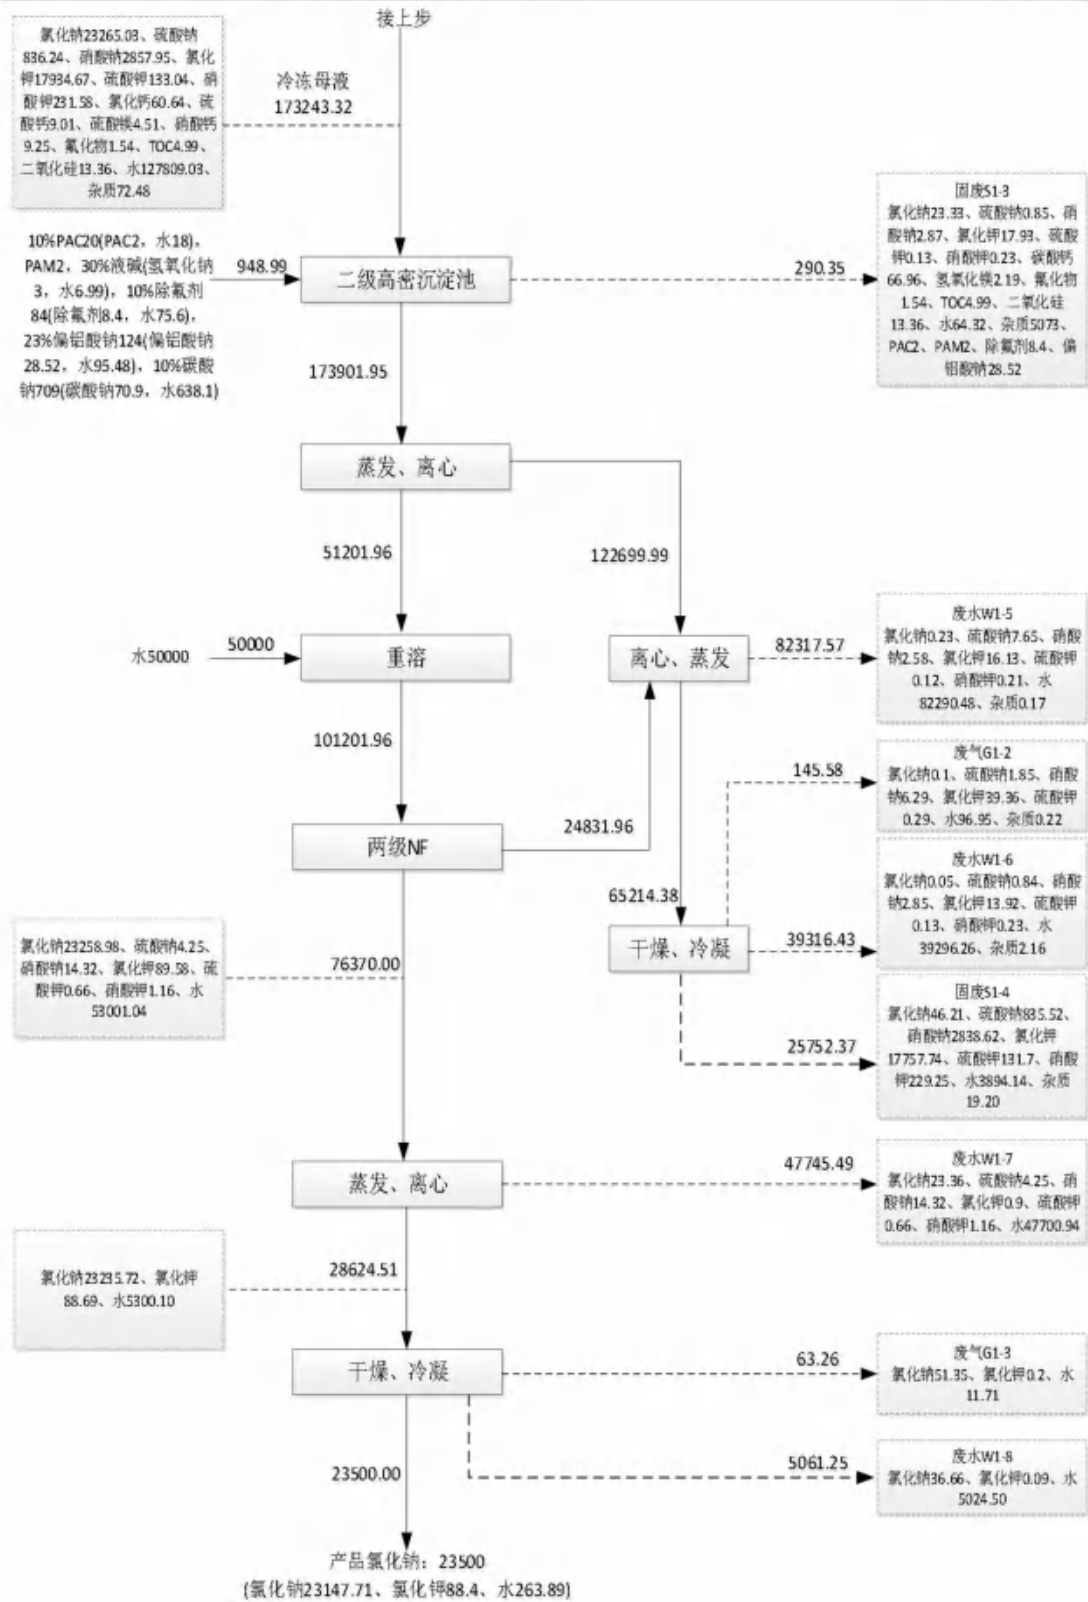 接上步
氯化钠23265.03、硫酸钠
836.24、硝酸钠2857.95、氯化
钾17934.67、硫酸钾133.04、硝
酸钾231.58、氯化钙60.64、硫
酸钙9.01、硫酸镁4.51、硝酸钙
9.25、氟化物1.54、TOC4.99、
二氧化硅13.36、水127809.03、
杂质72.48
冷冻母液
173243.32
10%PAC20(PAC2，水18)，
PAM2，30%液碱(氢氧化钠
3，水6.99)，10%除氟剂
84(除氟剂8.4，水75.6)，
23%偏铝酸钠124(偏铝酸钠
28.52，水95.48)，10%碳酸
钠709(碳酸钠70.9，水638.1)
948.99
二级高密沉淀池
290.35
固废S1-3
氯化钠23.33、硫酸钠0.85、硝
酸钠2.87、氯化钾17.93、硫酸
钾0.13、硝酸钾0.23、碳酸钙
66.96、氢氧化镁2.19、氟化物
1.54、TOC4.99、二氧化硅
13.36、水64.32、杂质5073、
PAC2、PAM2、除氟剂8.4、偏
铝酸钠28.52
173901.95
蒸发、离心
51201.96
122699.99
水50000
50000
重溶
离心、蒸发
82317.57
废水W1-5
氯化钠0.23、硫酸钠7.65、硝酸
钠2.58、氯化钾16.13、硫酸钾
0.12、硝酸钾0.21、水
82290.48、杂质0.17
101201.96
两级NF
24831.96
145.58
废气G1-2
氯化钠0.1、硫酸钠1.85、硝酸
钠6.29、氯化钾39.36、硫酸钾
0.29、水96.95、杂质0.22
65214.38
干燥、冷凝
39316.43
废水W1-6
氯化钠0.05、硫酸钠0.84、硝酸
钠2.85、氯化钾13.92、硫酸钾
0.13、硝酸钾0.23、水
39296.26、杂质2.16
25752.37
固废S1-4
氯化钠46.21、硫酸钠835.52、
硝酸钠2838.62、氯化钾
17757.74、硫酸钾131.7、硝酸
钾229.25、水3894.14、杂质
19.20
氯化钠23258.98、硫酸钠4.25、
硝酸钠14.32、氯化钾89.58、硫
酸钾0.66、硝酸钾1.16、水
53001.04
76370.00
蒸发、离心
47745.49
废水W1-7
氯化钠23.36、硫酸钠4.25、硝
酸钠14.32、氯化钾0.9、硫酸钾
0.66、硝酸钾1.16、水47700.94
氯化钠23235.72、氯化钾
88.69、水5300.10
28624.51
干燥、冷凝
63.26
废气G1-3
氯化钠51.35、氯化钾0.2、水
11.71
5061.25
废水W1-8
氯化钠36.66、氯化钾0.09、水
5024.50
23500.00
产品氯化钠：23500
(氯化钠23147.71、氯化钾88.4、水263.89)